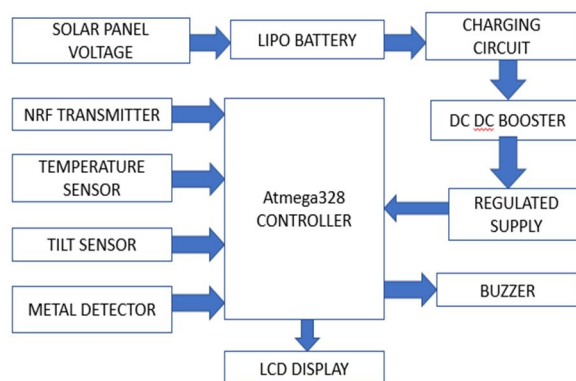 SOLAR PANEL
VOLTAGE
LIPO BATTERY
CHARGING
CIRCUIT
NRF TRANSMITTER
DC DC BOOSTER
TEMPERATURE
SENSOR
Atmega328
CONTROLLER
REGULATED
SUPPLY
TILT SENSOR
METAL DETECTOR
BUZZER
LCD DISPLAY